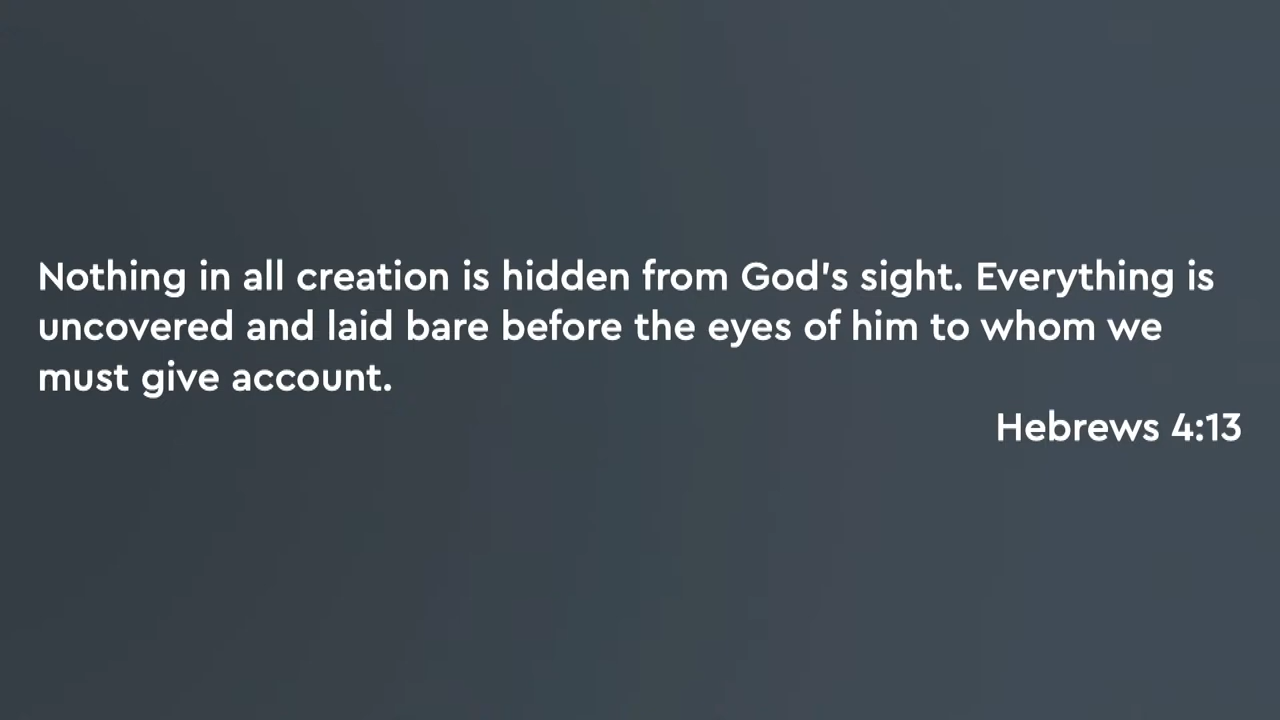 Nothing in all creation is hidden from God's sight. Everything is
uncovered and laid bare before the eyes of him to whom we
must give account.
Hebrews 4:13